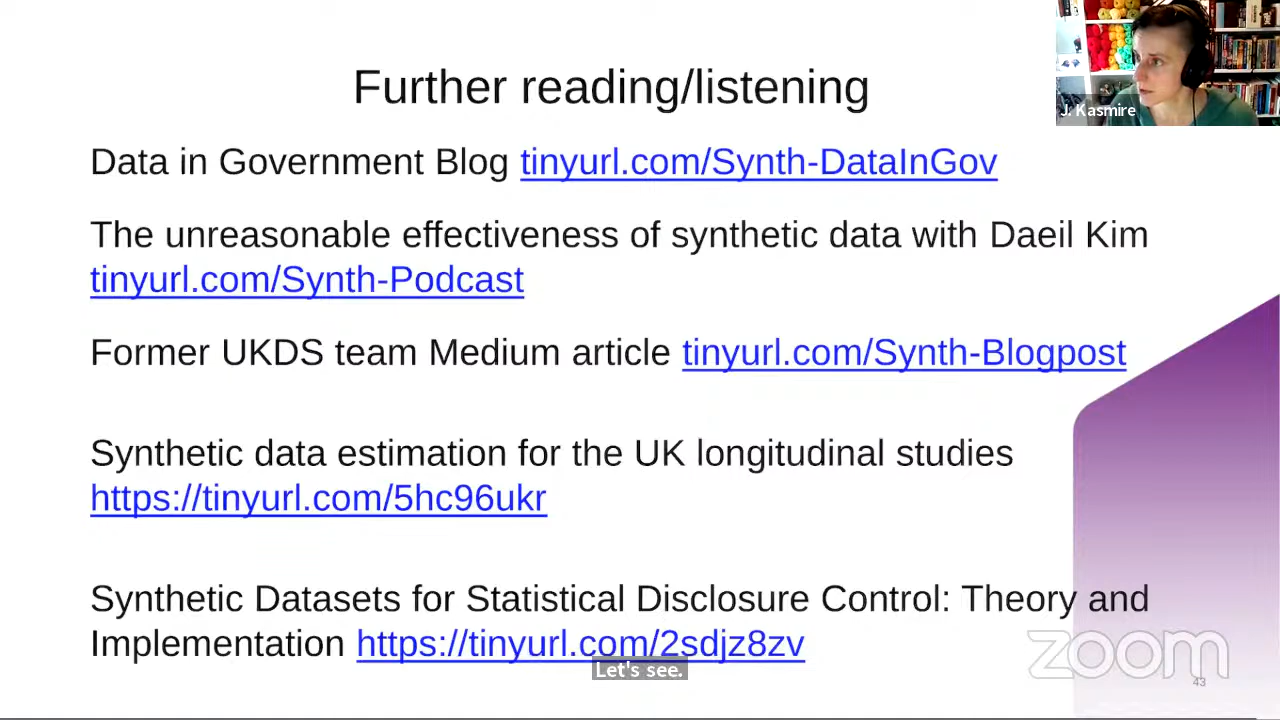 Further reading/listening
J. Kasmire
Data in Government Blog tinyurl.com/Synth-DataInGov
The unreasonable effectiveness of synthetic data with Daeil Kim
tinyurl.com/Synth-Podcast
Former UKDS team Medium article tinyurl.com/Synth-Blogpost
Synthetic data estimation for the UK longitudinal studies
https://tinyurl.com/5hc96ukr
Synthetic Datasets for Statistical Disclosure Control: Theory and
Implementation https://tinyurl.com/2sdjz8zv
Let's see.
zoom
43